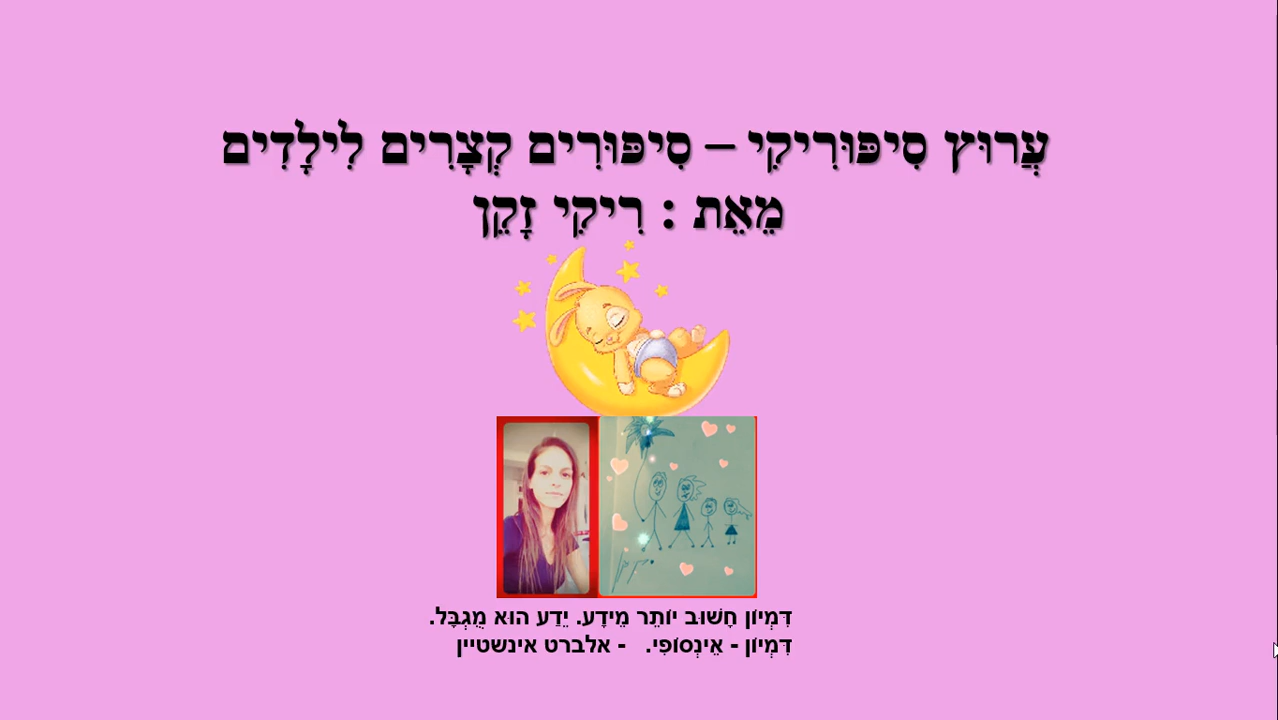 עֲרוּץ סִיפּוּרִיקִי – סִיפּוּרִים קְצָרִים לִילָדִים
מֵאֵת : רִיקִי זָקֵן
דִּמְיוֹן חָשׁוּב יוֹתֵר מֵידָע. יֵדַע הוּא מֻגְבָּל.
דִּמְיוֹן - אֵינְסוֹפִי. - אלברט אינשטיין